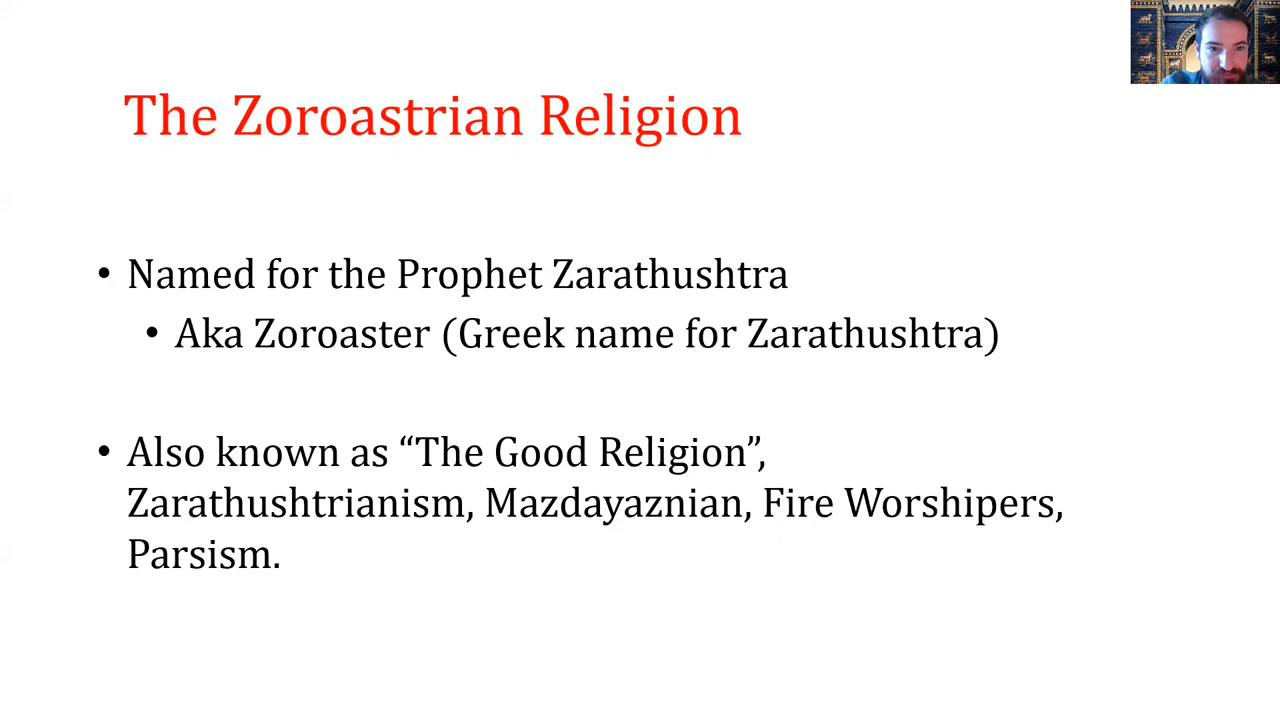 The Zoroastrian Religion
• Named for the Prophet Zarathushtra
• Aka Zoroaster (Greek name for Zarathushtra)
• Also known as “The Good Religion”,
Zarathushtrianism, Mazdayaznian, Fire Worshipers,
Parsism.